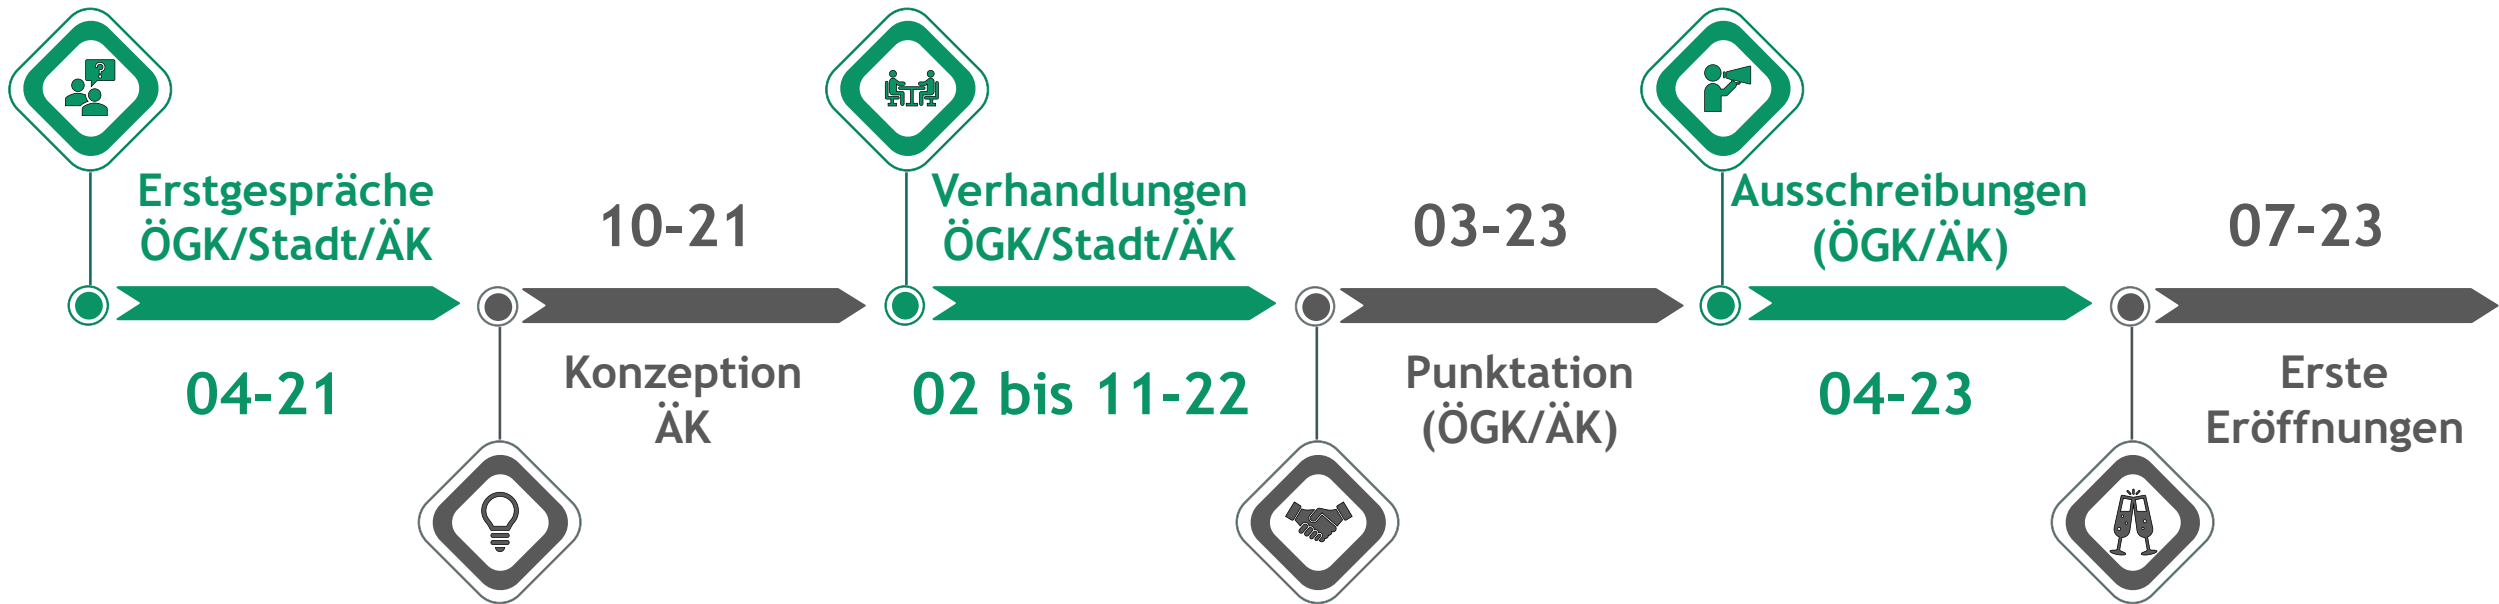 Erstgespräche
ÖGK/Stadt/ÄK
04-21
10-21
Konzeption
ÄK
Verhandlungen
ÖGK/Stadt/ÄK
02 bis 11-22
03-23
Punktation
(ÖGK/ÄK)
Ausschreibungen
(ÖGK/ÄK)
04-23
07-23
Erste
Eröffnungen